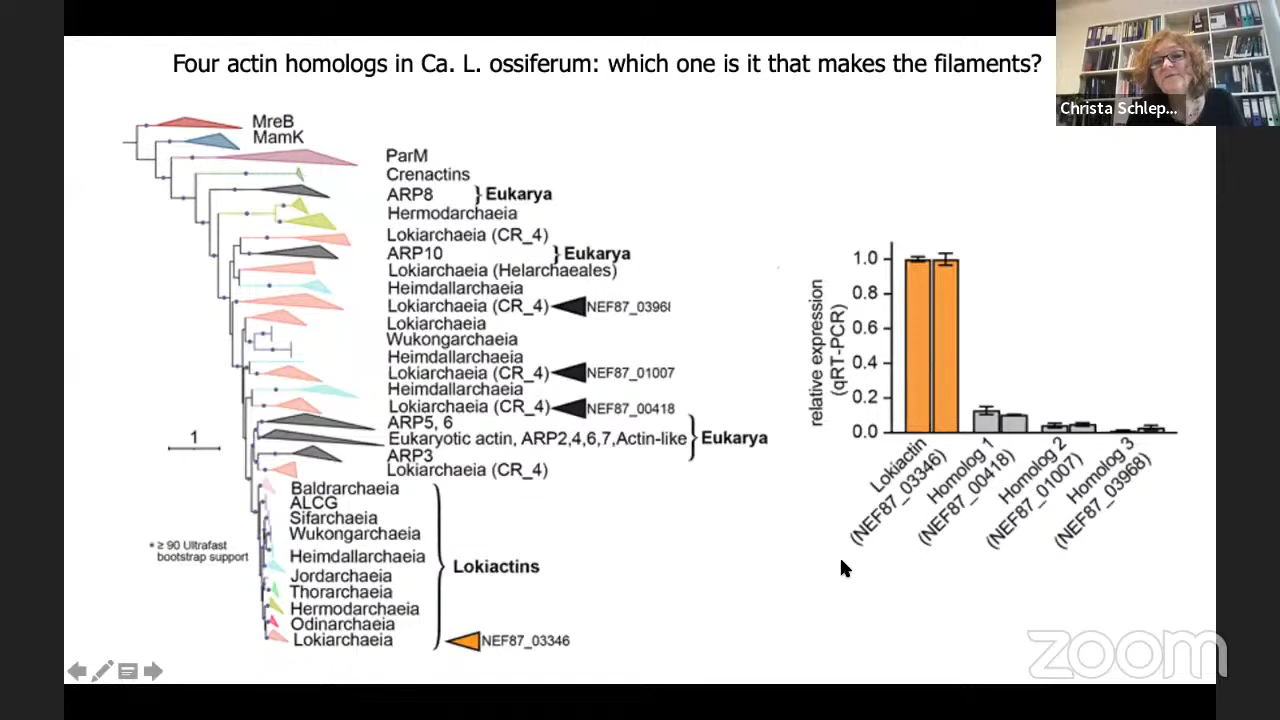 Four actin homologs in Ca. L. ossiferum: which one is it that makes the filaments?
Christa Schlep...
MreB
MamK
ParM
Crenactins
ARP8 } Eukarya
Hermodarchaeia
Lokiarchaeia (CR_4)
ARP10 } Eukarya
Lokiarchaeia (Helarchaeales)
Heimdallarchaeia
Lokiarchaeia (CR_4) NEF87_03968
Lokiarchaeia
Wukongarchaeia
Heimdallarchaeia
Lokiarchaeia (CR_4) NEF87_01007
Heimdallarchaeia
Lokiarchaeia (CR_4) NEF87_00418
ARP5, 6
Eukaryotic actin, ARP2,4,6,7,Actin-like } Eukarya
ARP3
Lokiarchaeia (CR_4)
1
Baldrarchaeia
ALCG
Sifarchaeia
Wukongarchaeia
Heimdallarchaeia
Jordarchaeia
Thorarchaeia
Hermodarchaeia
Odinarchaeia
Lokiarchaeia
Lokiactins
NEF87_03346
* ≥ 90 Ultrafast
bootstrap support
relative expression
(qRT-PCR)
1.0
0.8
0.6
0.4
0.2
0.0
Lokiactin
(NEF87_03346)
Homolog 1
(NEF87_00418)
Homolog 2
(NEF87_01007)
Homolog 3
(NEF87_03968)
zoom